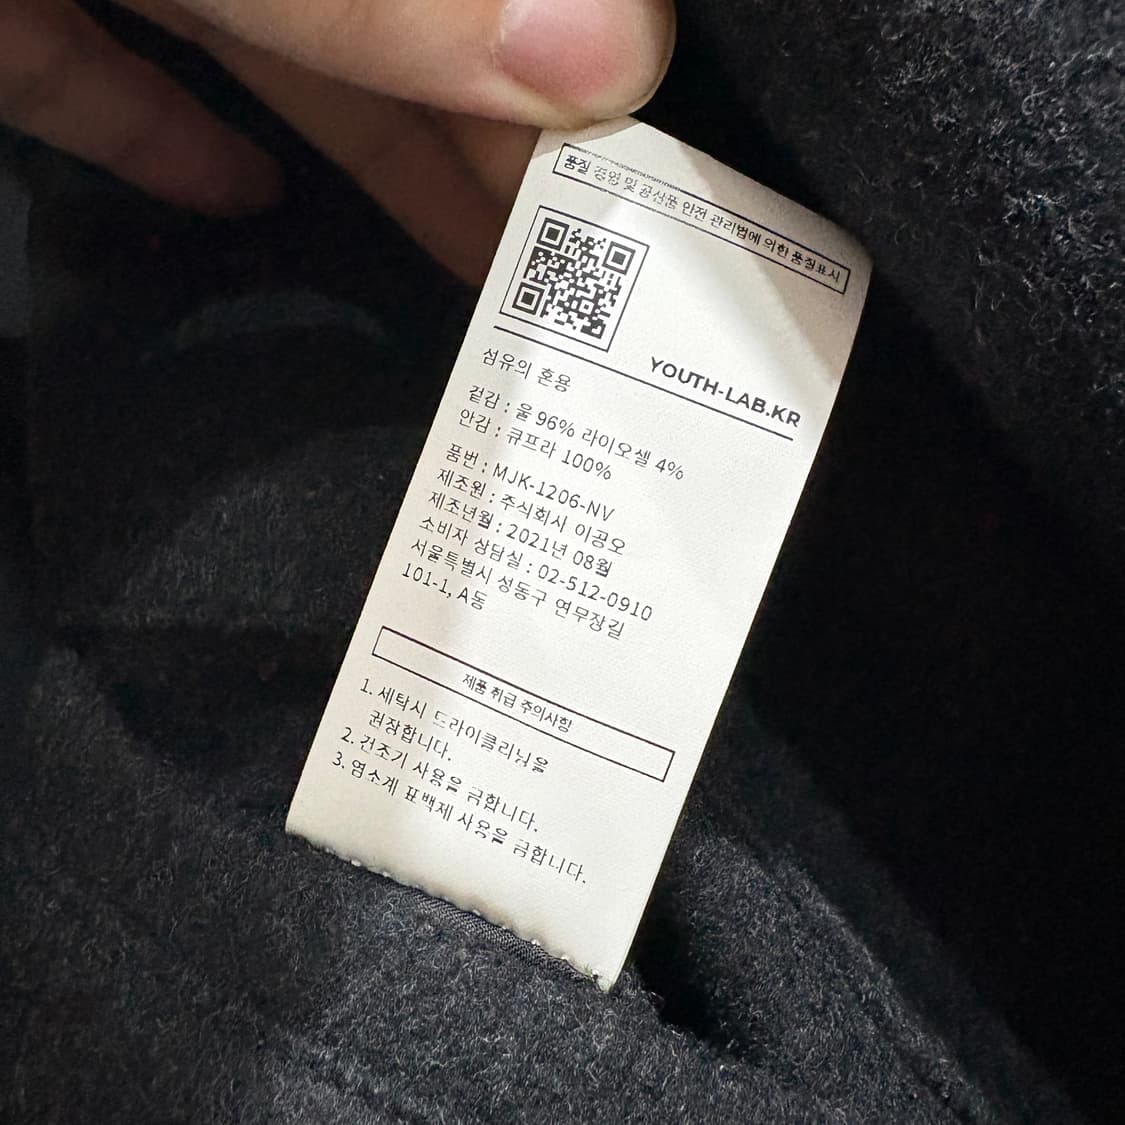 품질 경영 및 공산품 안전 관리법에 의한 품질표시
YOUTH-LAB.KR
섬유의 혼용
겉감 : 울 96% 라이오셀 4%
안감 : 큐프라 100%
품번 : MJK-1206-NV
제조원 : 주식회사 이공오
제조년월 : 2021년 08월
소비자 상담실 : 02-512-0910
서울특별시 성동구 연무장길
101-1, A동
제품 취급 주의사항
1. 세탁시 드라이클리닝을
권장합니다.
2. 건조기 사용을 금합니다.
3. 염소계 표백제 사용을 금합니다.